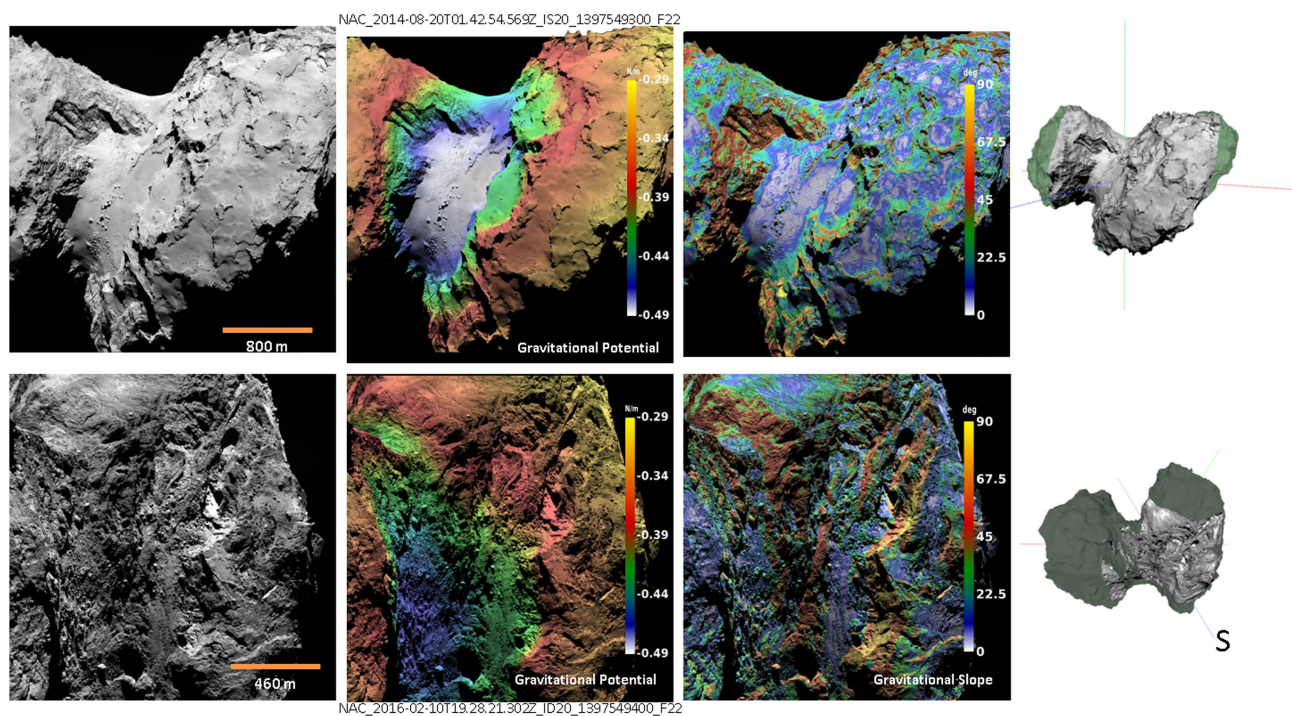 NAC_2014-08-20T01.42.54.569Z_IS20_1397549300_F22
800 m
N/m
-0.29
-0.34
-0.39
-0.44
-0.49
Gravitational Potential
deg
90
67.5
45
22.5
0
460 m
N/m
-0.29
-0.34
-0.39
-0.44
-0.49
Gravitational Potential
deg
90
67.5
45
22.5
0
Gravitational Slope
S
NAC_2016-02-10T19.28.21.302Z_ID20_1397549400_F22